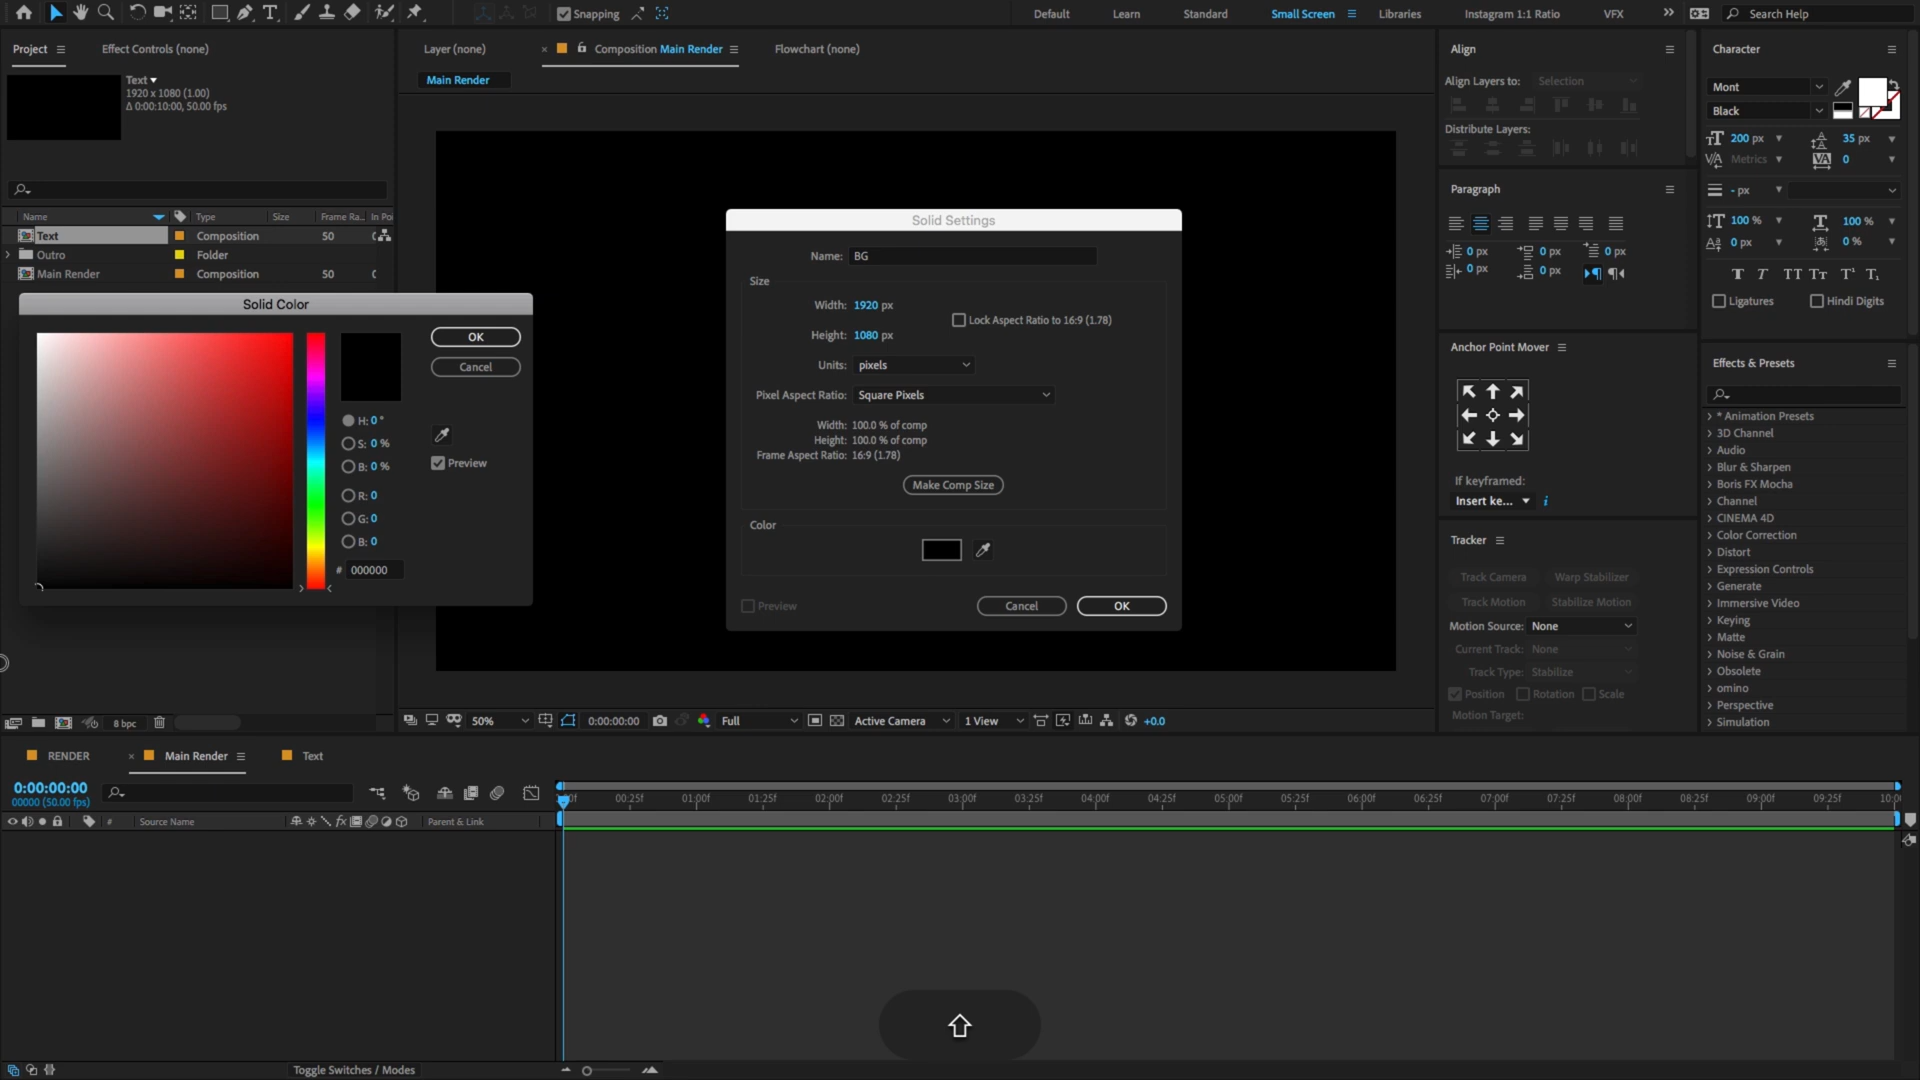 Snapping
Default
Learn
Standard
Small Screen
Libraries
Instagram 1:1 Ratio
VFX
Search Help
Project
Effect Controls (none)
Layer (none)
Composition Main Render
Flowchart (none)
Main Render
Text
1920 x 1080 (1.00)
Δ 0:00:10:00, 50.00 fps
Name
Type
Size
Frame Ra...
In Poi
Text
Composition
50
Outro
Folder
Main Render
Composition
50
Solid Color
OK
Cancel
H: 0 °
S: 0 %
B: 0 %
Preview
R: 0
G: 0
B: 0
# 000000
8 bpc
Solid Settings
Name: BG
Size
Width: 1920 px
Lock Aspect Ratio to 16:9 (1.78)
Height: 1080 px
Units: pixels
Pixel Aspect Ratio: Square Pixels
Width: 100.0 % of comp
Height: 100.0 % of comp
Frame Aspect Ratio: 16:9 (1.78)
Make Comp Size
Color
Preview
Cancel
OK
50%
0:00:00:00
Full
Active Camera
1 View
+0.0
Align
Align Layers to: Selection
Distribute Layers:
Paragraph
0 px
0 px
0 px
0 px
0 px
Anchor Point Mover
If keyframed:
Insert ke...
Tracker
Track Camera
Warp Stabilizer
Track Motion
Stabilize Motion
Motion Source: None
Current Track: None
Track Type: Stabilize
Position
Rotation
Scale
Motion Target:
Character
Mont
Black
200 px
35 px
Metrics
0
- px
100 %
100 %
0 px
0 %
Ligatures
Hindi Digits
Effects & Presets
* Animation Presets
3D Channel
Audio
Blur & Sharpen
Boris FX Mocha
Channel
CINEMA 4D
Color Correction
Distort
Expression Controls
Generate
Immersive Video
Keying
Matte
Noise & Grain
Obsolete
omino
Perspective
Simulation
RENDER
Main Render
Text
0:00:00:00
00000 (50.00 fps)
#
Source Name
Parent & Link
00:25f
01:00f
01:25f
02:00f
02:25f
03:00f
03:25f
04:00f
04:25f
05:00f
05:25f
06:00f
06:25f
07:00f
07:25f
08:00f
08:25f
09:00f
09:25f
Toggle Switches / Modes